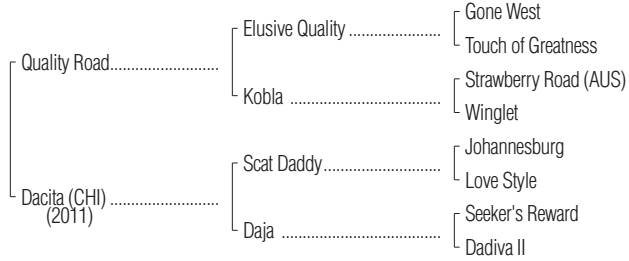 Gone West
Elusive Quality
Touch of Greatness
Quality Road
Strawberry Road (AUS)
Kobla
Winglet
Johannesburg
Scat Daddy
Love Style
Dacita (CHI)
(2011)
Seeker's Reward
Daja
Dadiva II